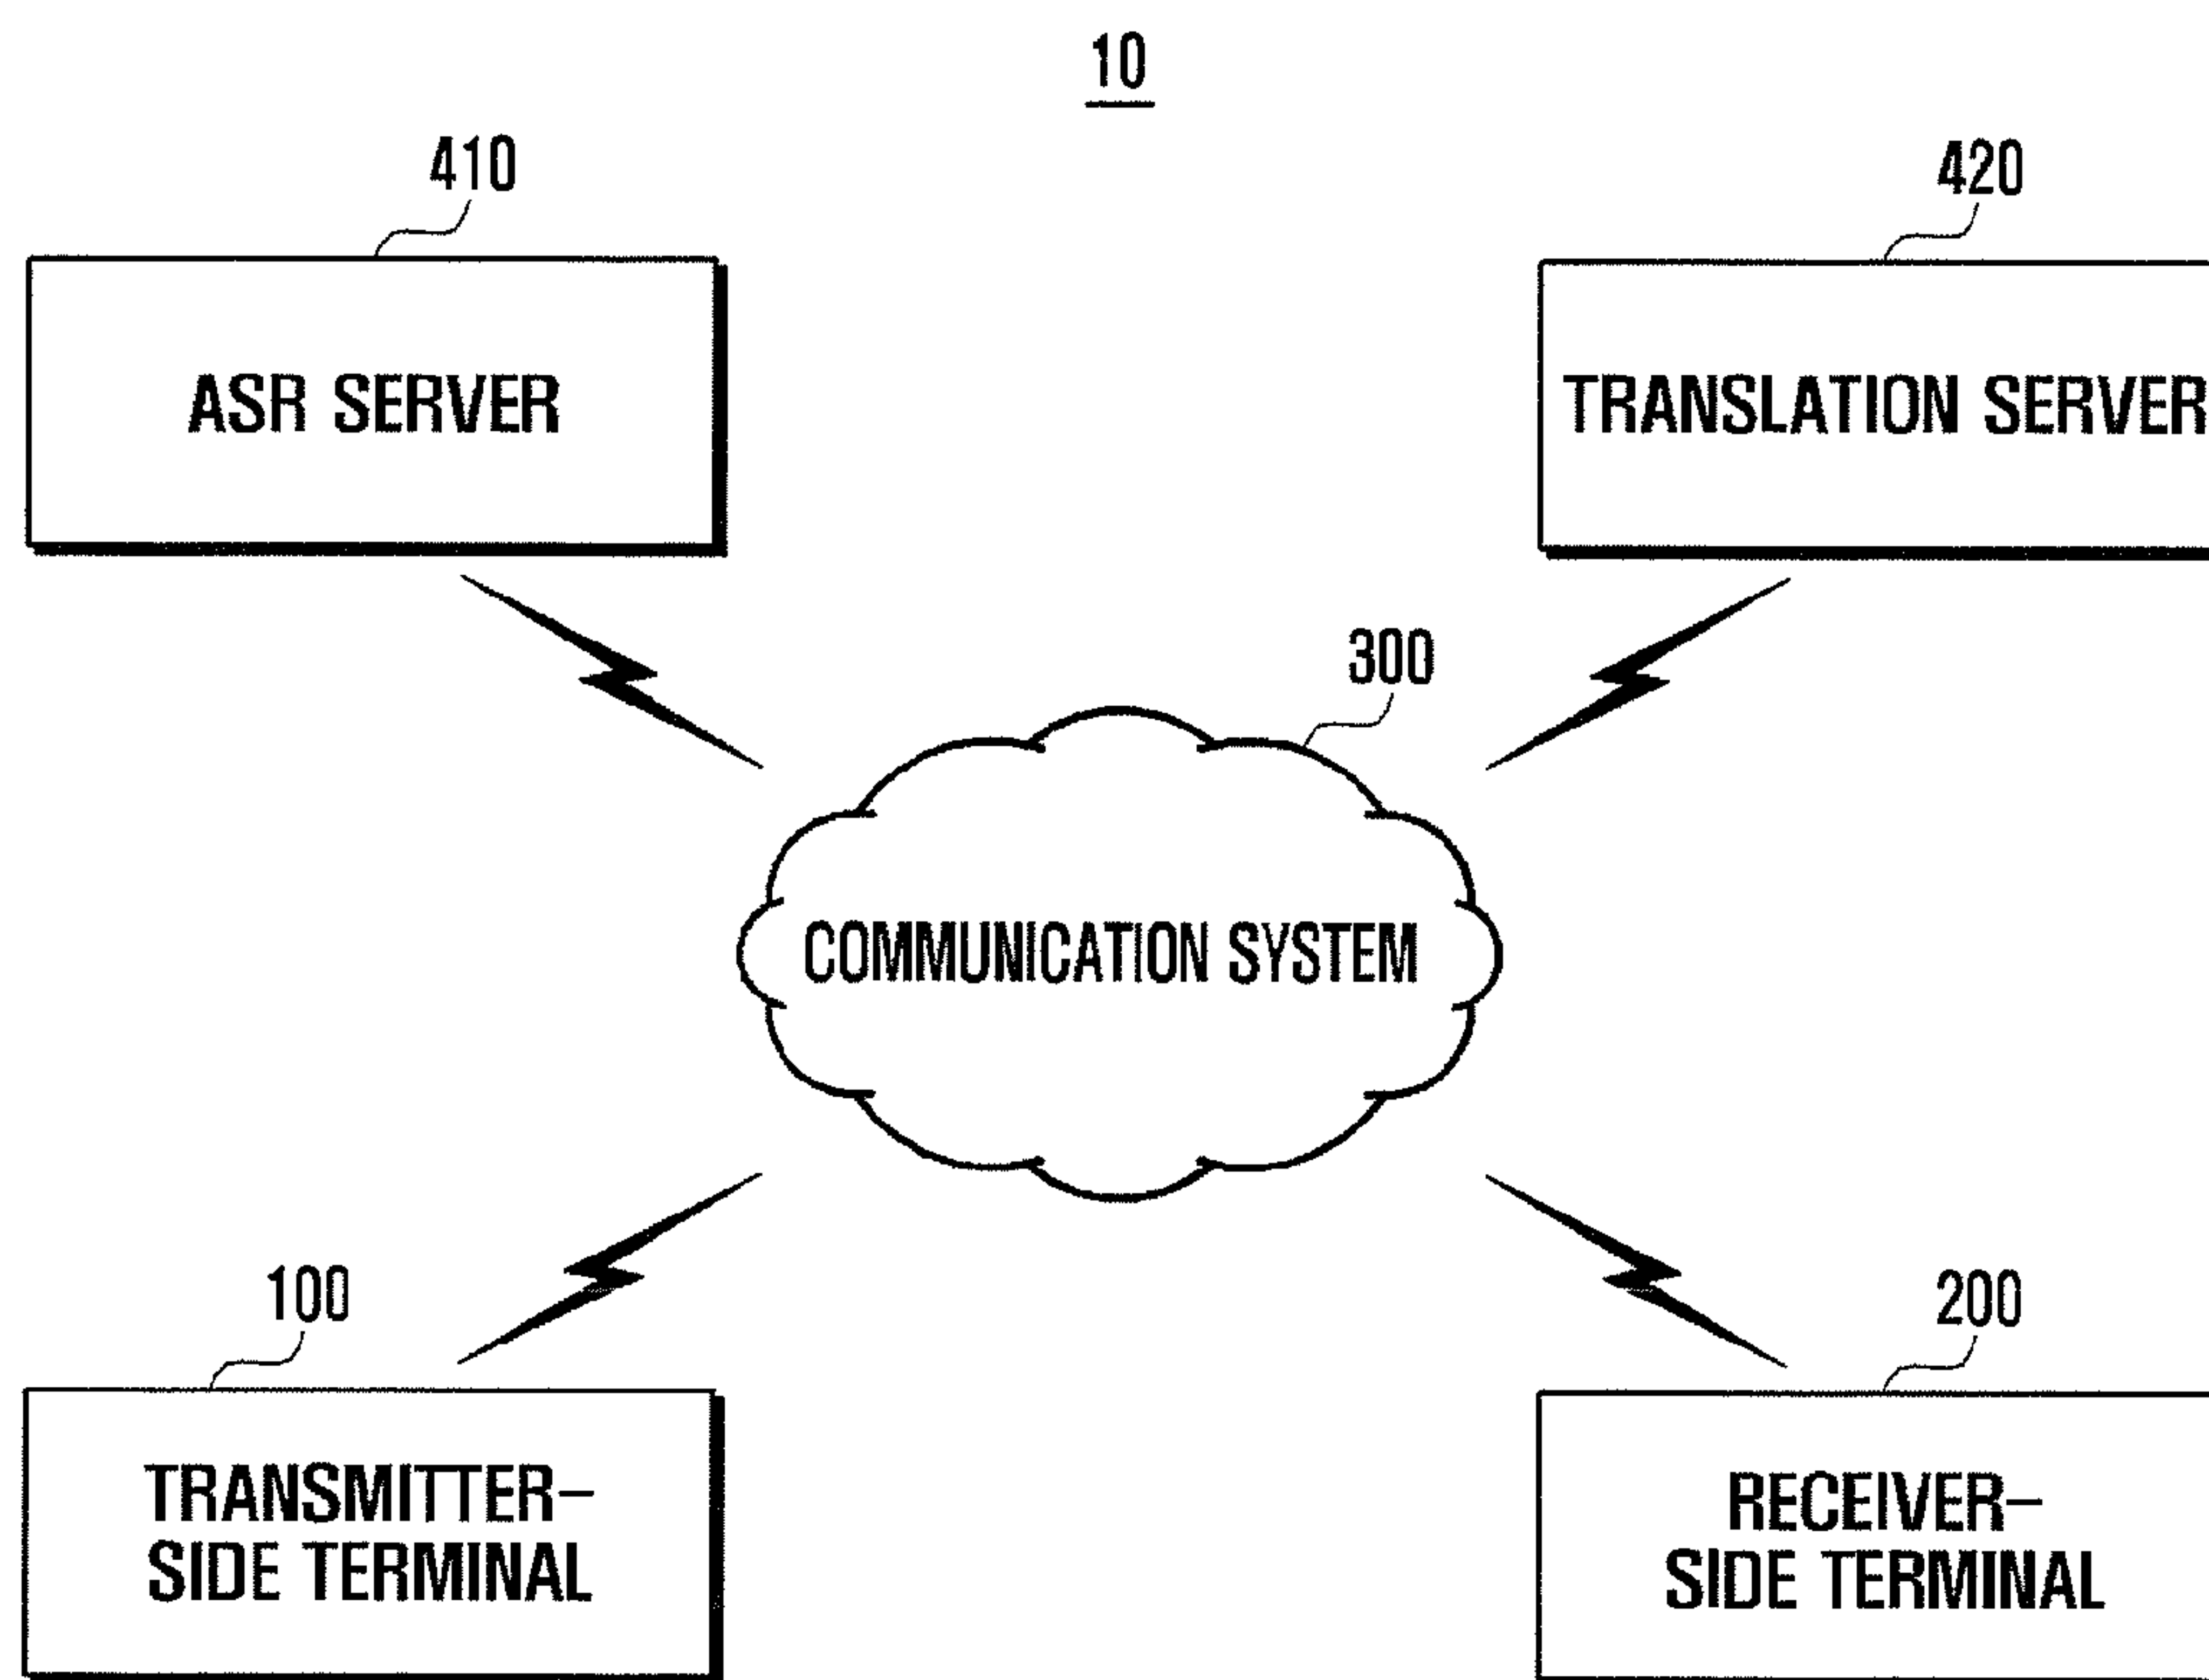 10
410
420
ASR SERVER
TRANSLATION SERVER
300
COMMUNICATION SYSTEM
100
200
TRANSMITTER-
SIDE TERMINAL
RECEIVER-
SIDE TERMINAL